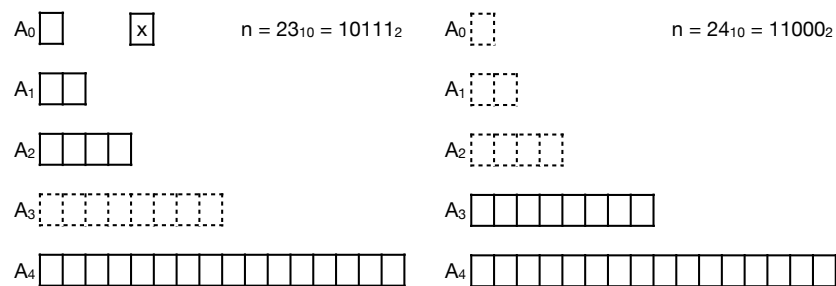 A₀ x n = 23₁₀ = 10111₂
A₁
A₂
A₃
A₄
A₀ n = 24₁₀ = 11000₂
A₁
A₂
A₃
A₄